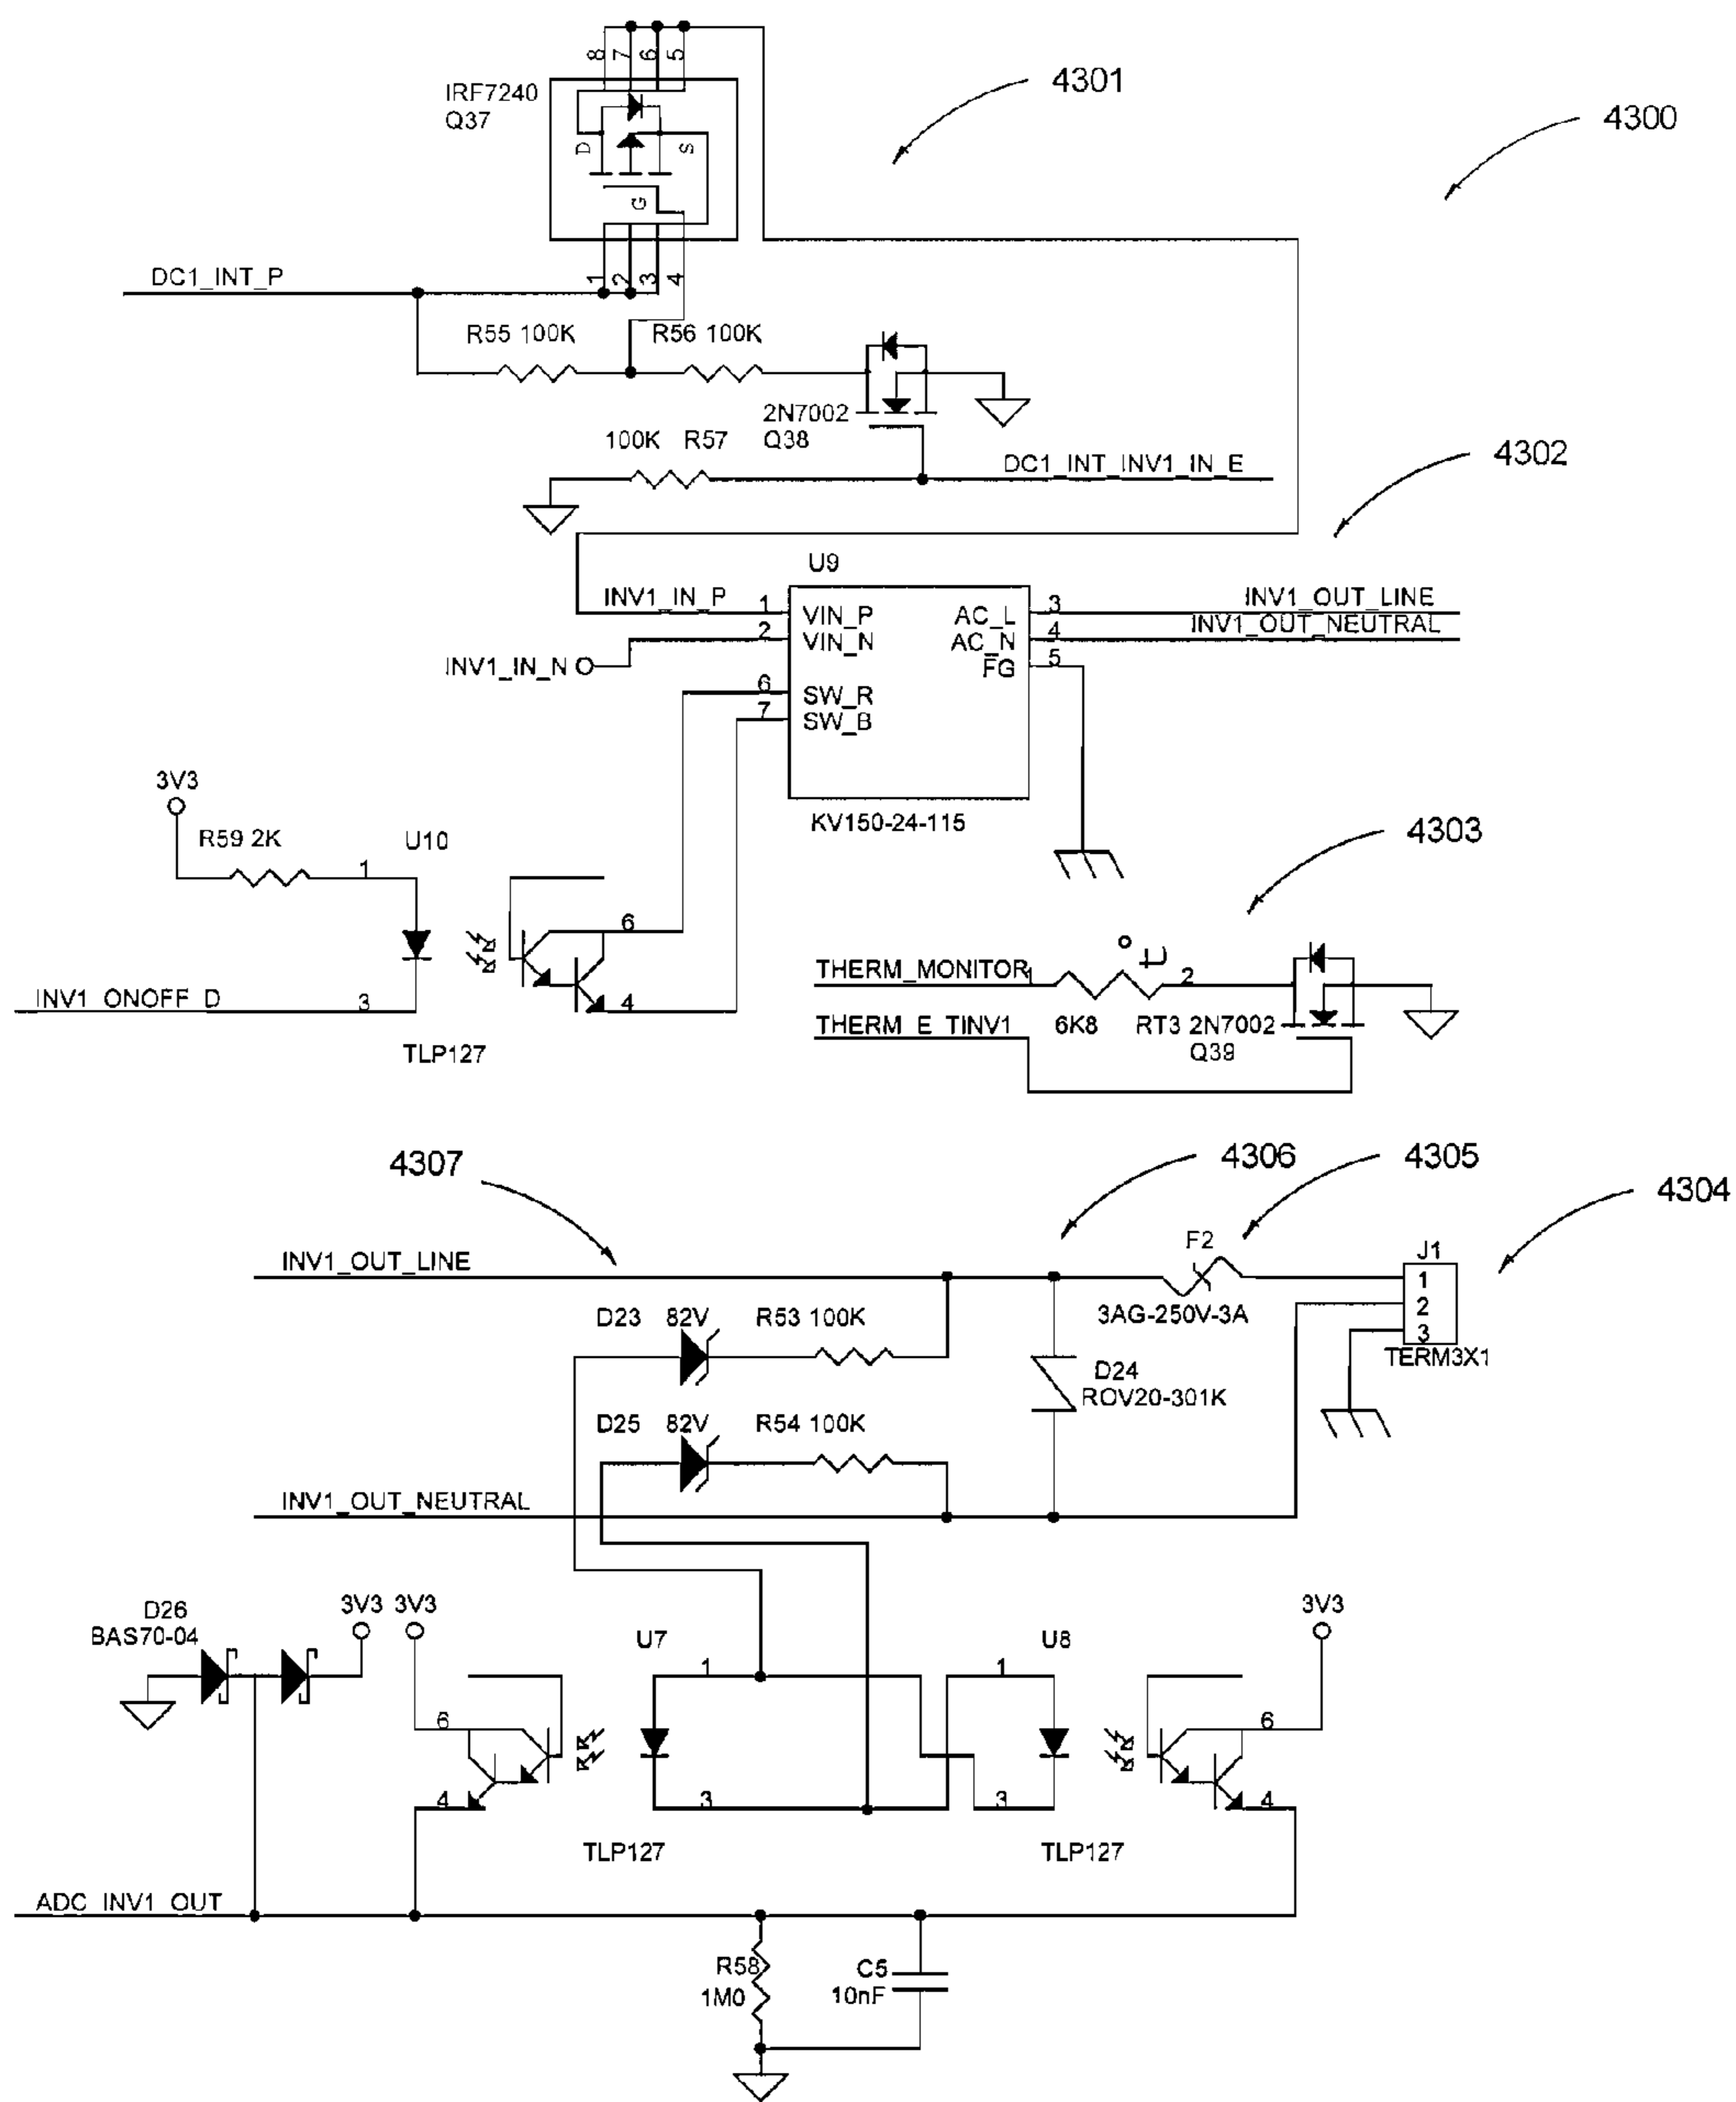 4301
4300
IRF7240
Q37
8 7 6 5
D S
G
1 2 3 4
DC1_INT_P
R55 100K
R56 100K
2N7002
Q38
100K R57
DC1_INT_INV1_IN_E
4302
U9
INV1_IN_P
1
VIN_P
AC_L
3
INV1_OUT_LINE
2
VIN_N
AC_N
4
INV1_OUT_NEUTRAL
INV1_IN_N
FG
5
6
SW_R
7
SW_B
KV150-24-115
3V3
R59 2K
1
U10
6
INV1_ONOFF_D
3
4
TLP127
4303
THERM_MONITOR
1
t
2
THERM_E_TINV1
6K8
RT3
2N7002
Q39
4307
4306
4305
4304
INV1_OUT_LINE
F2
3AG-250V-3A
J1
1
2
3
TERM3X1
D23 82V
R53 100K
D24
ROV20-301K
D25 82V
R54 100K
INV1_OUT_NEUTRAL
D26
BAS70-04
3V3
3V3
U7
U8
3V3
1
1
6
6
4
3
3
4
TLP127
TLP127
ADC_INV1_OUT
R58
1M0
C5
10nF